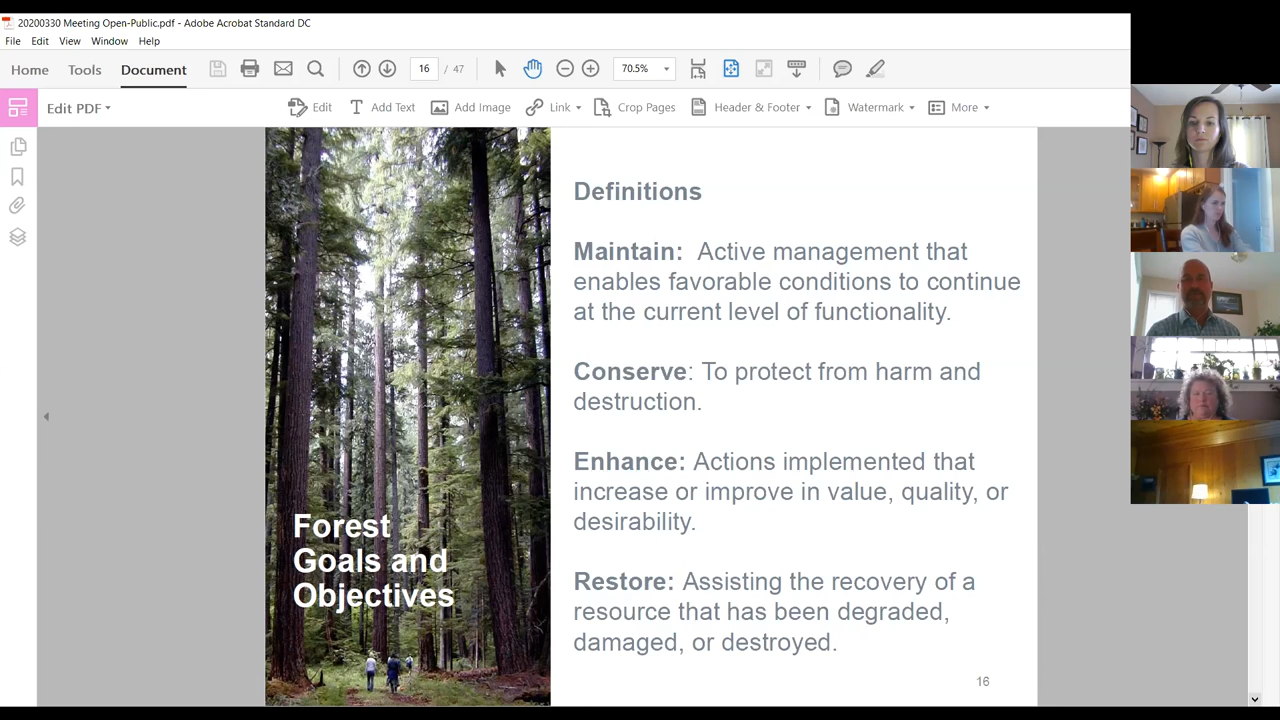 20200330 Meeting Open-Public.pdf - Adobe Acrobat Standard DC
File Edit View Window Help
Home Tools Document 16 / 47 70.5%
Edit PDF Edit Add Text Add Image Link Crop Pages Header & Footer Watermark More
Forest
Goals and
Objectives
Definitions
Maintain: Active management that
enables favorable conditions to continue
at the current level of functionality.
Conserve: To protect from harm and
destruction.
Enhance: Actions implemented that
increase or improve in value, quality, or
desirability.
Restore: Assisting the recovery of a
resource that has been degraded,
damaged, or destroyed.
16